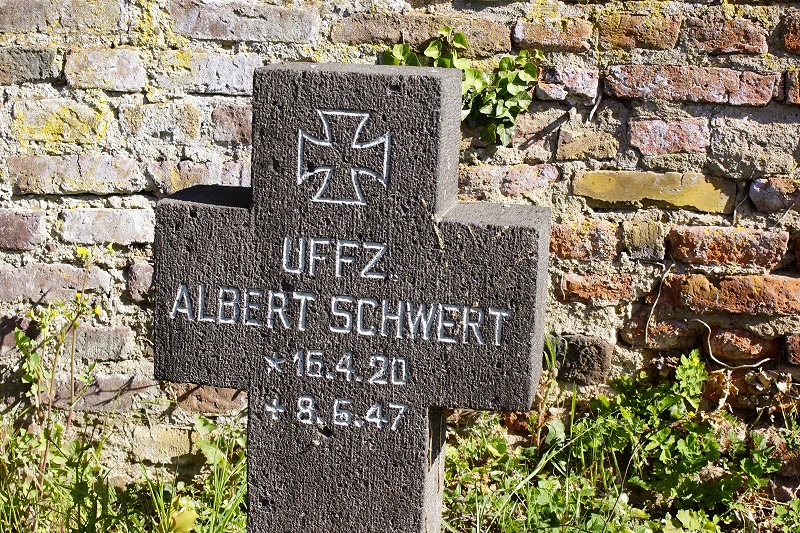 UFFZ.
ALBERT SCHWERT
* 16.4.20
+ 8.6.47